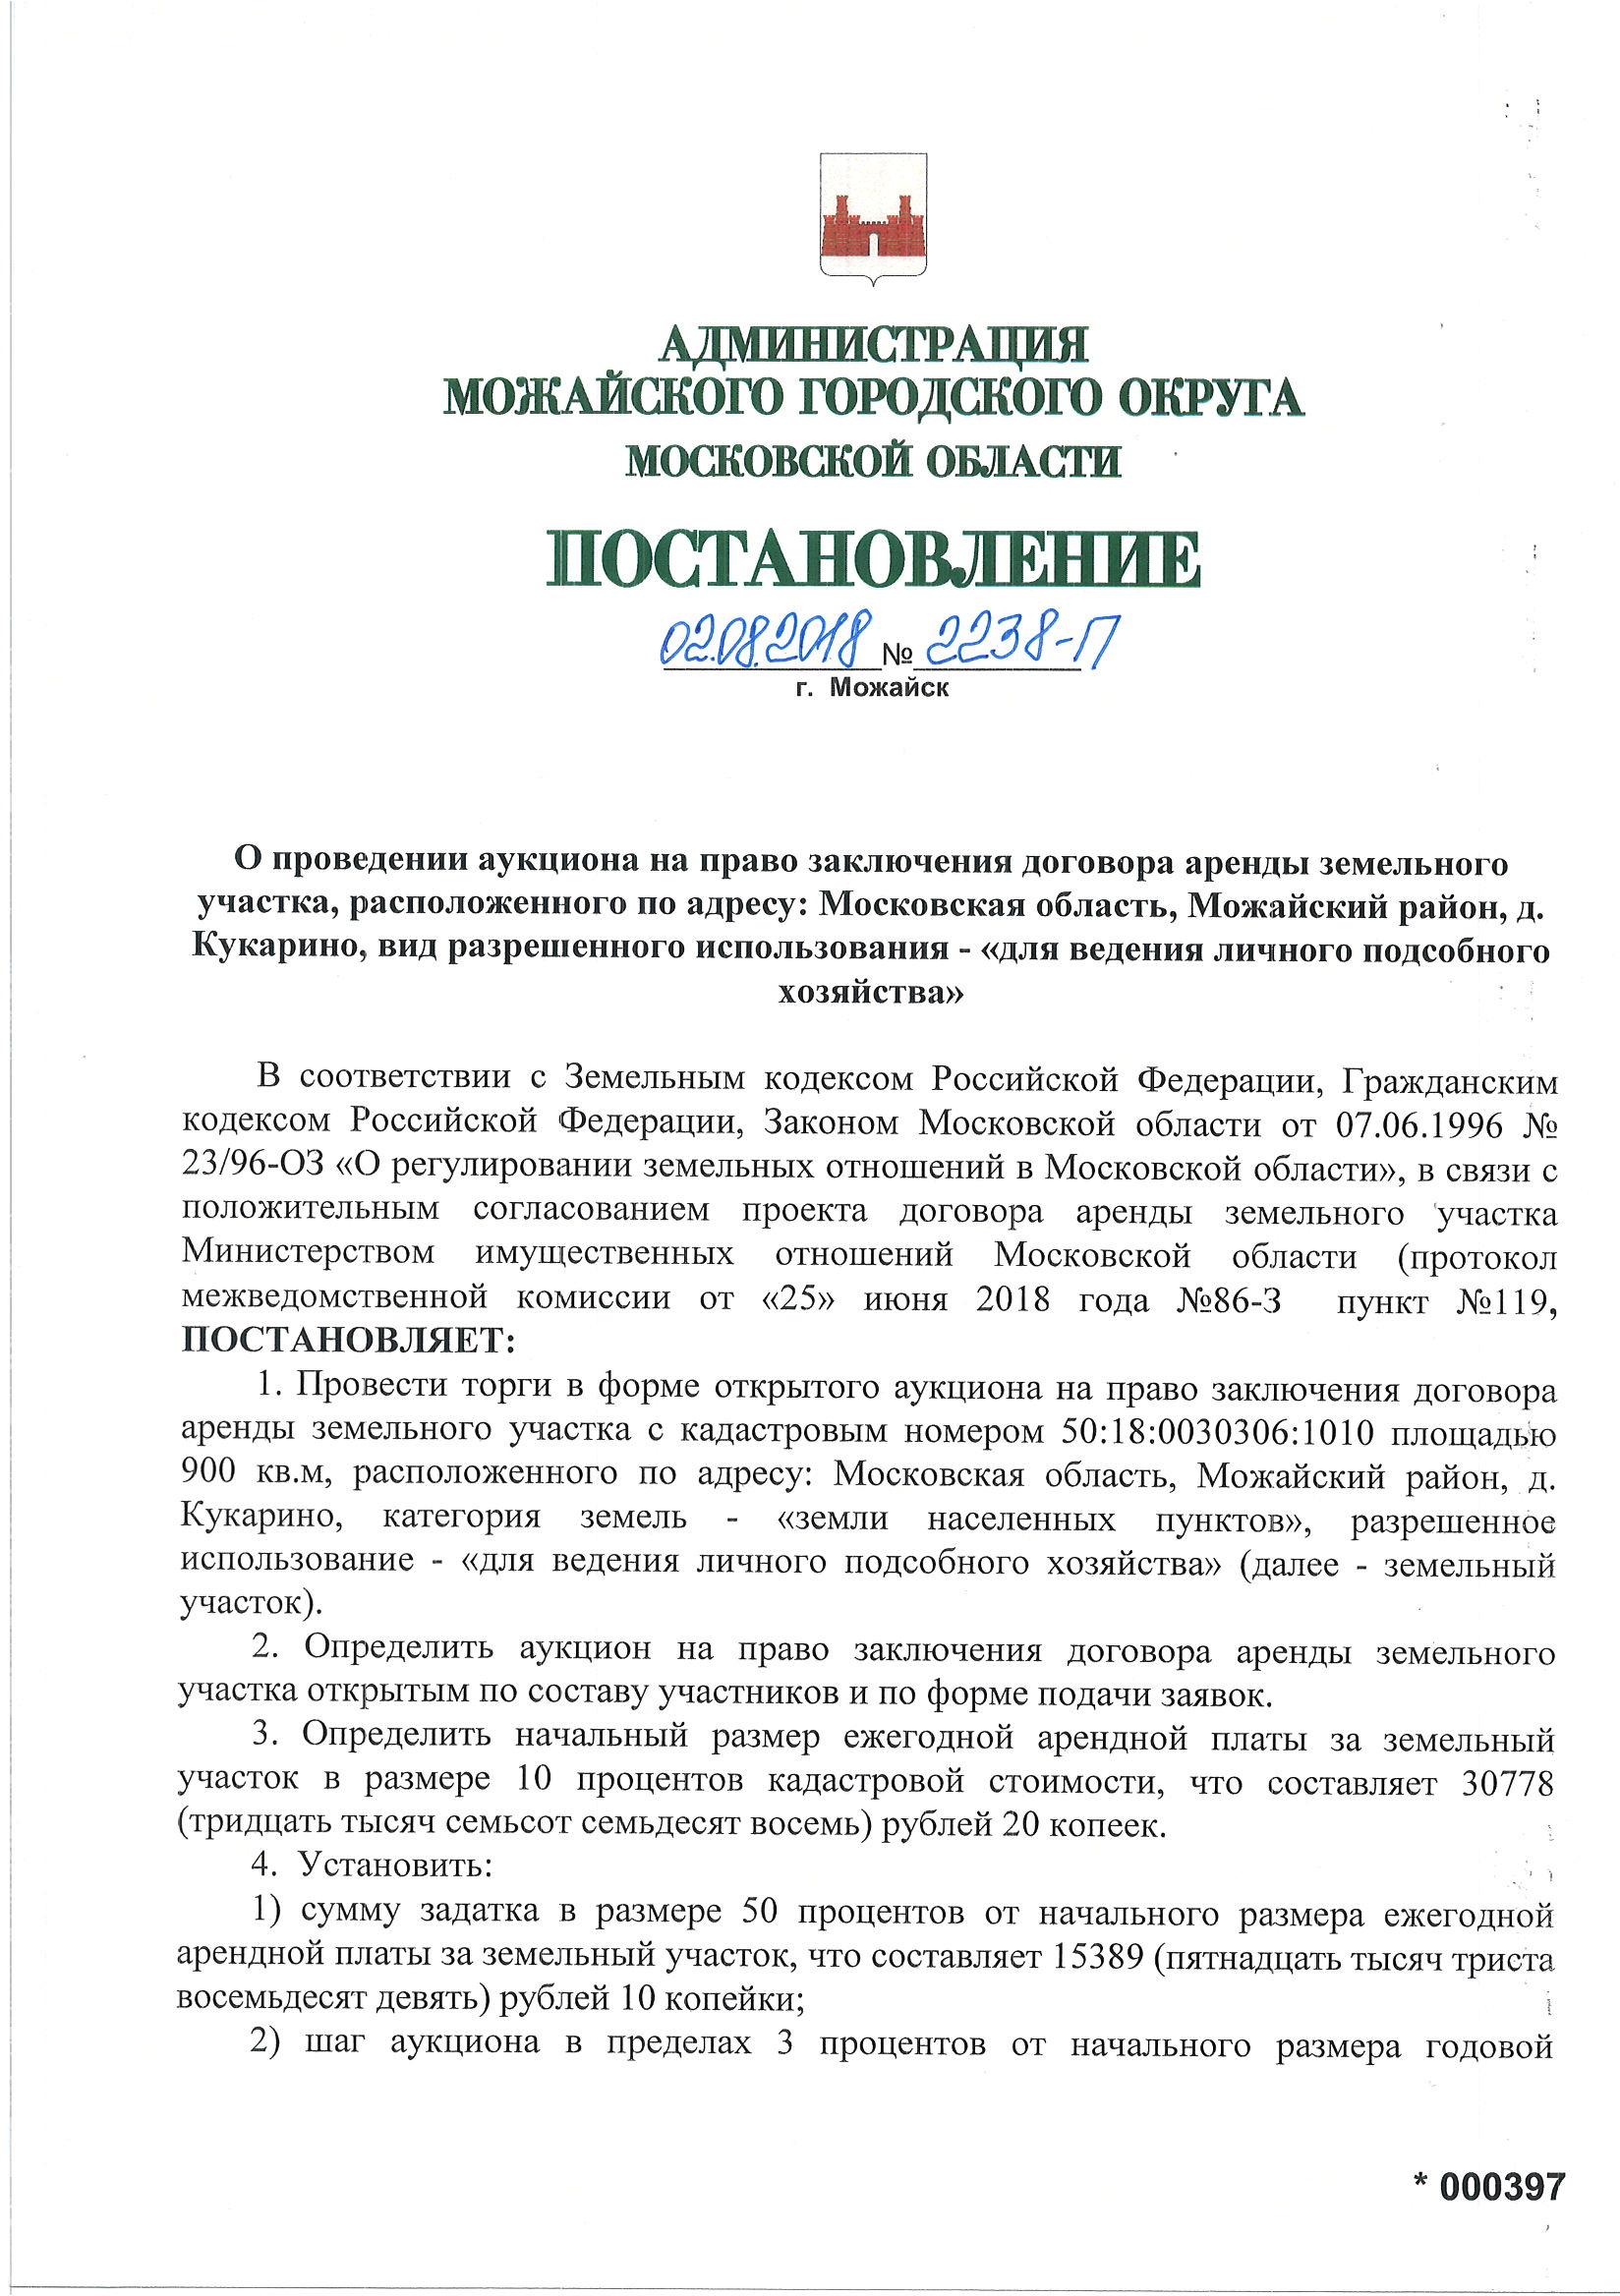 АДМИНИСТРАЦИЯ
МОЖАЙСКОГО ГОРОДСКОГО ОКРУГА
МОСКОВСКОЙ ОБЛАСТИ
ПОСТАНОВЛЕНИЕ
02.08.2018 № 2238-П
г. Можайск
О проведении аукциона на право заключения договора аренды земельного
участка, расположенного по адресу: Московская область, Можайский район, д.
Кукарино, вид разрешенного использования - «для ведения личного подсобного
хозяйства»
В соответствии с Земельным кодексом Российской Федерации, Гражданским
кодексом Российской Федерации, Законом Московской области от 07.06.1996 №
23/96-ОЗ «О регулировании земельных отношений в Московской области», в связи с
положительным согласованием проекта договора аренды земельного участка
Министерством имущественных отношений Московской области (протокол
межведомственной комиссии от «25» июня 2018 года №86-З пункт №119,
ПОСТАНОВЛЯЕТ:
1. Провести торги в форме открытого аукциона на право заключения договора
аренды земельного участка с кадастровым номером 50:18:0030306:1010 площадью
900 кв.м, расположенного по адресу: Московская область, Можайский район, д.
Кукарино, категория земель - «земли населенных пунктов», разрешенное
использование - «для ведения личного подсобного хозяйства» (далее - земельный
участок).
2. Определить аукцион на право заключения договора аренды земельного
участка открытым по составу участников и по форме подачи заявок.
3. Определить начальный размер ежегодной арендной платы за земельный
участок в размере 10 процентов кадастровой стоимости, что составляет 30778
(тридцать тысяч семьсот семьдесят восемь) рублей 20 копеек.
4. Установить:
1) сумму задатка в размере 50 процентов от начального размера ежегодной
арендной платы за земельный участок, что составляет 15389 (пятнадцать тысяч триста
восемьдесят девять) рублей 10 копейки;
2) шаг аукциона в пределах 3 процентов от начального размера годовой
* 000397